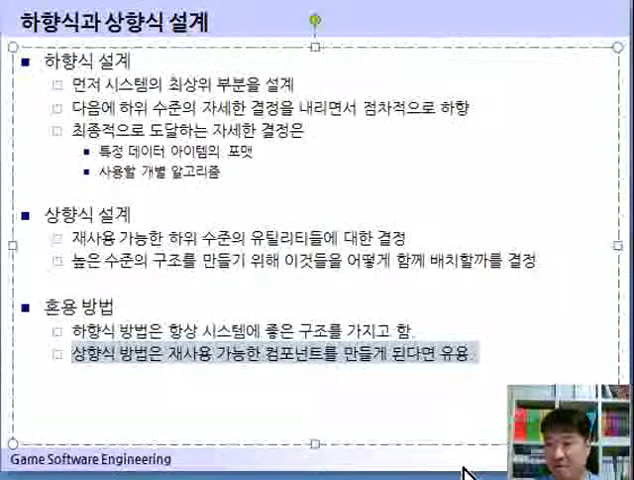 하향식과 상향식 설계
하향식 설계
먼저 시스템의 최상위 부분을 설계
다음에 하위 수준의 자세한 결정을 내리면서 점차적으로 하향
최종적으로 도달하는 자세한 결정은
특정 데이터 아이템의 포맷
사용할 개별 알고리즘
상향식 설계
재사용 가능한 하위 수준의 유틸리티들에 대한 결정
높은 수준의 구조를 만들기 위해 이것들을 어떻게 함께 배치할까를 결정
혼용 방법
하향식 방법은 항상 시스템에 좋은 구조를 가지고 함.
상향식 방법은 재사용 가능한 컴포넌트를 만들게 된다면 유용.
Game Software Engineering